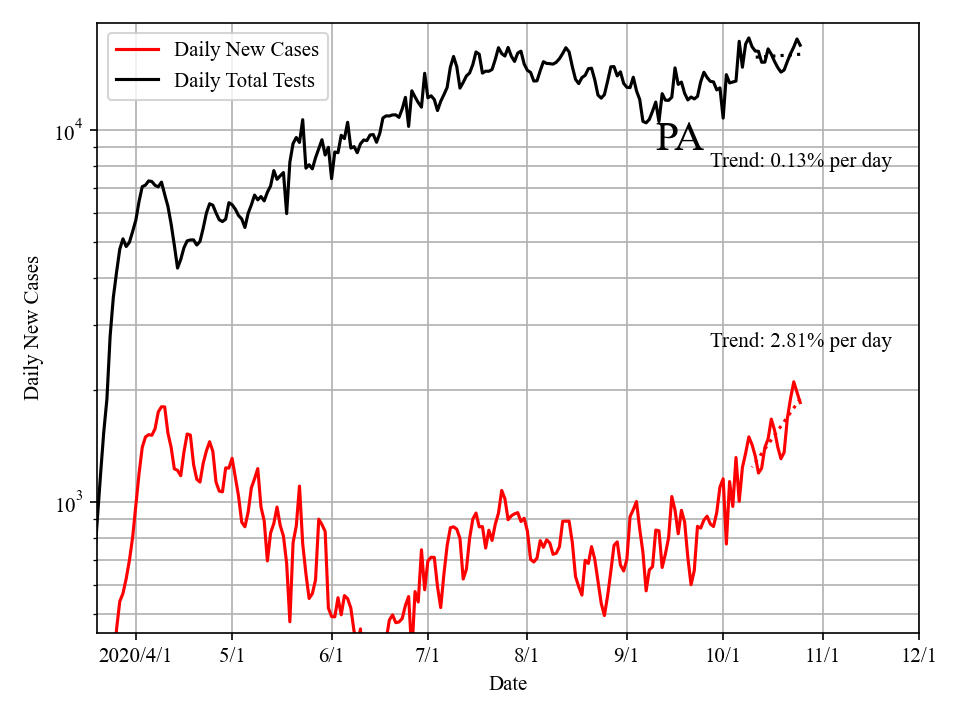 Daily New Cases
Daily Total Tests
10^4
PA
Trend: 0.13% per day
Daily New Cases
Trend: 2.81% per day
10^3
2020/4/1 5/1 6/1 7/1 8/1 9/1 10/1 11/1 12/1
Date